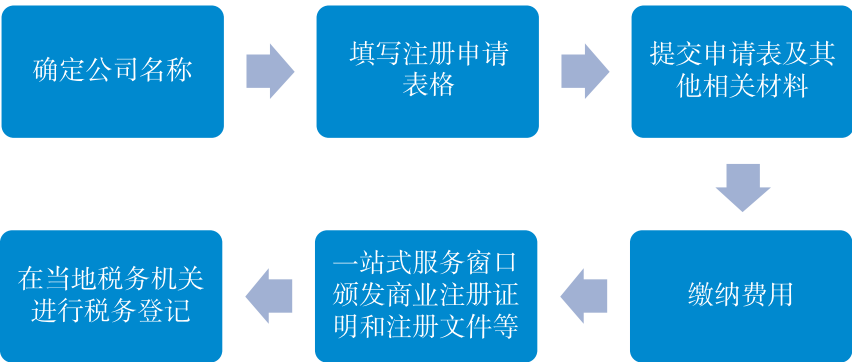 确定公司名称
填写注册申请
表格
提交申请表及其
他相关材料
缴纳费用
一站式服务窗口
颁发商业注册证
明和注册文件等
在当地税务机关
进行税务登记